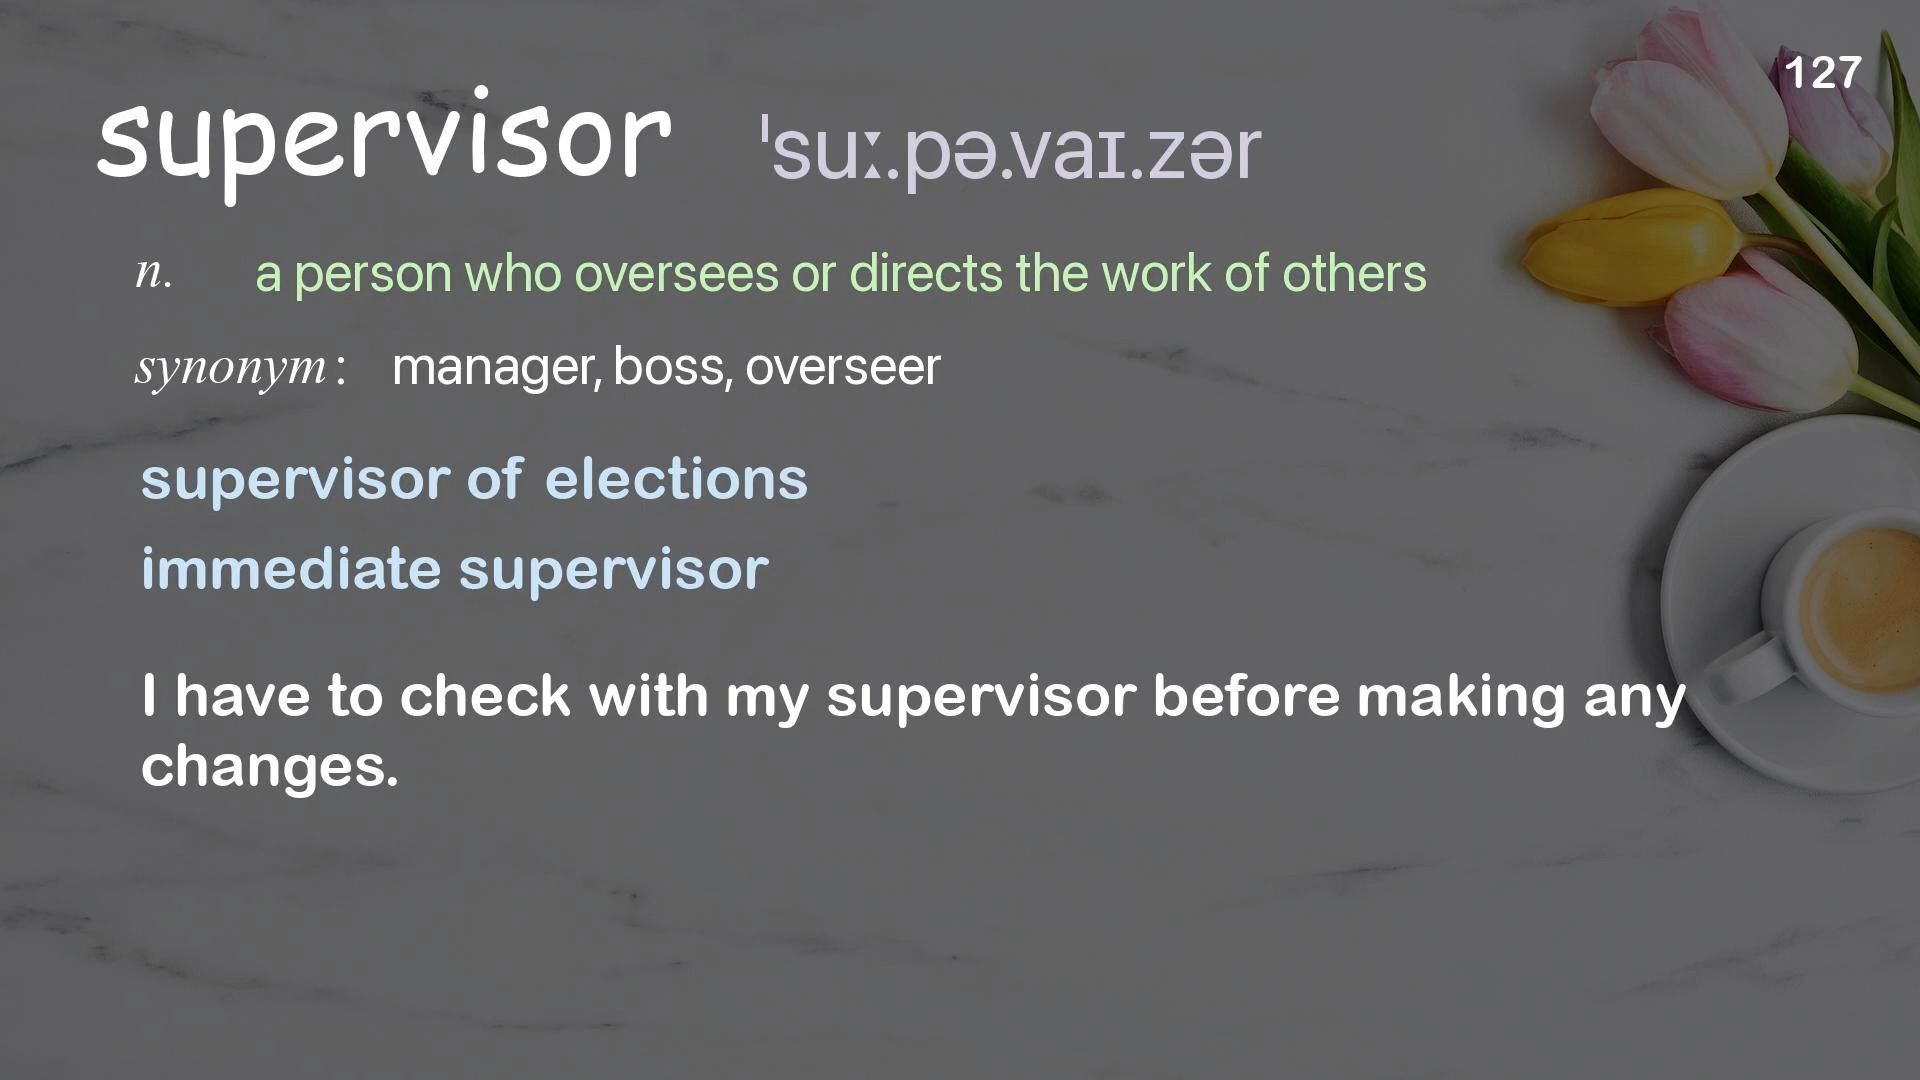 127
supervisor ˈsuː.pə.vaɪ.zər
n. a person who oversees or directs the work of others
synonym: manager, boss, overseer
supervisor of elections
immediate supervisor
I have to check with my supervisor before making any
changes.